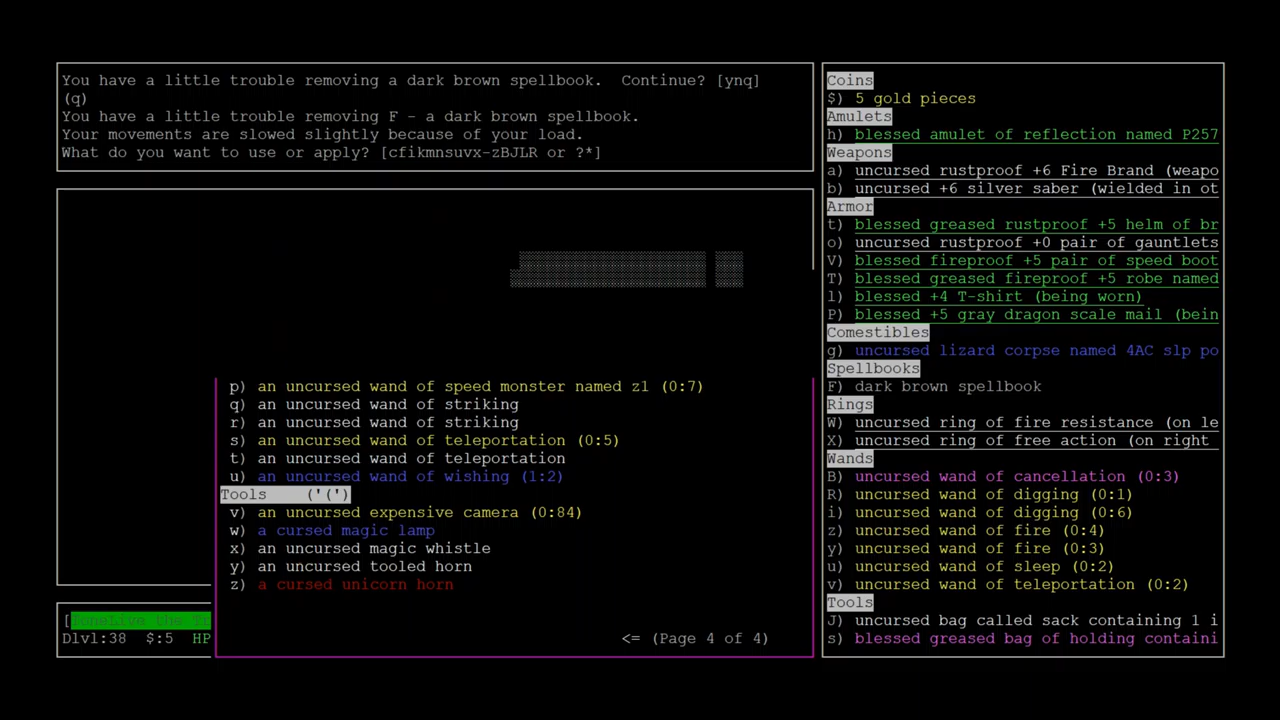 You have a little trouble removing a dark brown spellbook.  Continue? [ynq]
(q)
You have a little trouble removing F - a dark brown spellbook.
Your movements are slowed slightly because of your load.
What do you want to use or apply? [cfikmnsuvx-zBJLR or ?*]
p) an uncursed wand of speed monster named z1 (0:7)
q) an uncursed wand of striking
r) an uncursed wand of striking
s) an uncursed wand of teleportation (0:5)
t) an uncursed wand of teleportation
u) an uncursed wand of wishing (1:2)
Tools    ('(')
v) an uncursed expensive camera (0:84)
w) a cursed magic lamp
x) an uncursed magic whistle
y) an uncursed tooled horn
z) a cursed unicorn horn
<= (Page 4 of 4)
[
Dlvl:38  $:5  HP
Coins
$) 5 gold pieces
Amulets
h) blessed amulet of reflection named P257
Weapons
a) uncursed rustproof +6 Fire Brand (weapo
b) uncursed +6 silver saber (wielded in ot
Armor
t) blessed greased rustproof +5 helm of br
o) uncursed rustproof +0 pair of gauntlets
V) blessed fireproof +5 pair of speed boot
T) blessed greased fireproof +5 robe named
l) blessed +4 T-shirt (being worn)
P) blessed +5 gray dragon scale mail (bein
Comestibles
g) uncursed lizard corpse named 4AC slp po
Spellbooks
F) dark brown spellbook
Rings
W) uncursed ring of fire resistance (on le
X) uncursed ring of free action (on right
Wands
B) uncursed wand of cancellation (0:3)
R) uncursed wand of digging (0:1)
i) uncursed wand of digging (0:6)
z) uncursed wand of fire (0:4)
y) uncursed wand of fire (0:3)
u) uncursed wand of sleep (0:2)
v) uncursed wand of teleportation (0:2)
Tools
J) uncursed bag called sack containing 1 i
s) blessed greased bag of holding containi